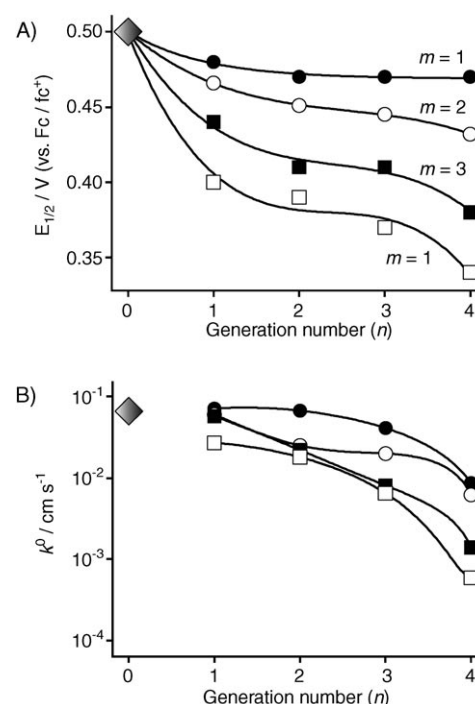 A)
0.50
0.45
0.40
0.35
E1/2 / V (vs. Fc / fc+)
m = 1
m = 2
m = 3
m = 1
0 1 2 3 4
Generation number (n)
B)
10-1
10-2
10-3
10-4
k0 / cm s-1
0 1 2 3 4
Generation number (n)